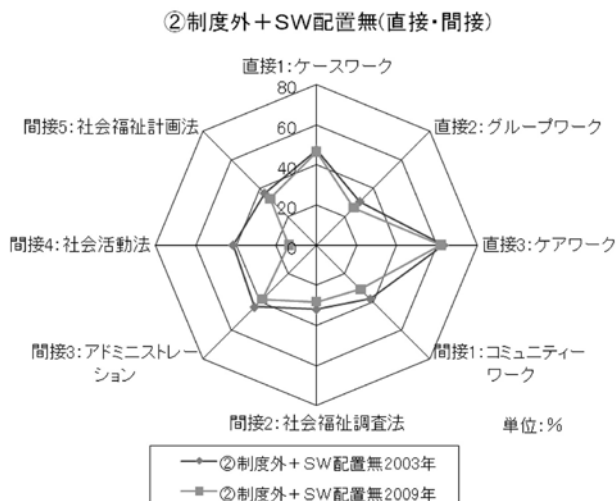 ②制度外＋SW配置無(直接・間接)
直接1：ケースワーク
80
間接5：社会福祉計画法
直接2：グループワーク
60
40
20
間接4：社会活動法
0
直接3：ケアワーク
間接3：アドミニストレー
ション
間接1：コミュニティー
ワーク
間接2：社会福祉調査法
単位：％
②制度外＋SW配置無2003年
②制度外＋SW配置無2009年